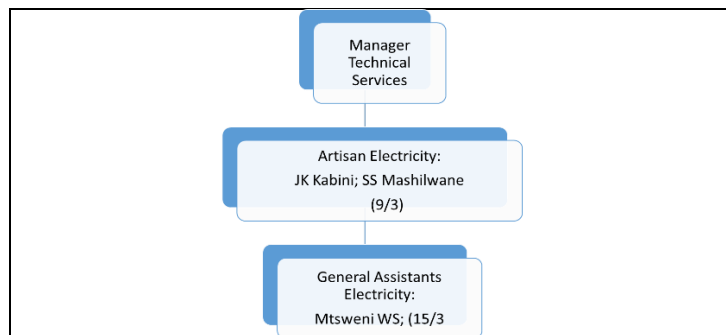 Manager
Technical
Services
Artisan Electricity:
JK Kabini; SS Mashilwane
(9/3)
General Assistants
Electricity:
Mtsweni WS; (15/3